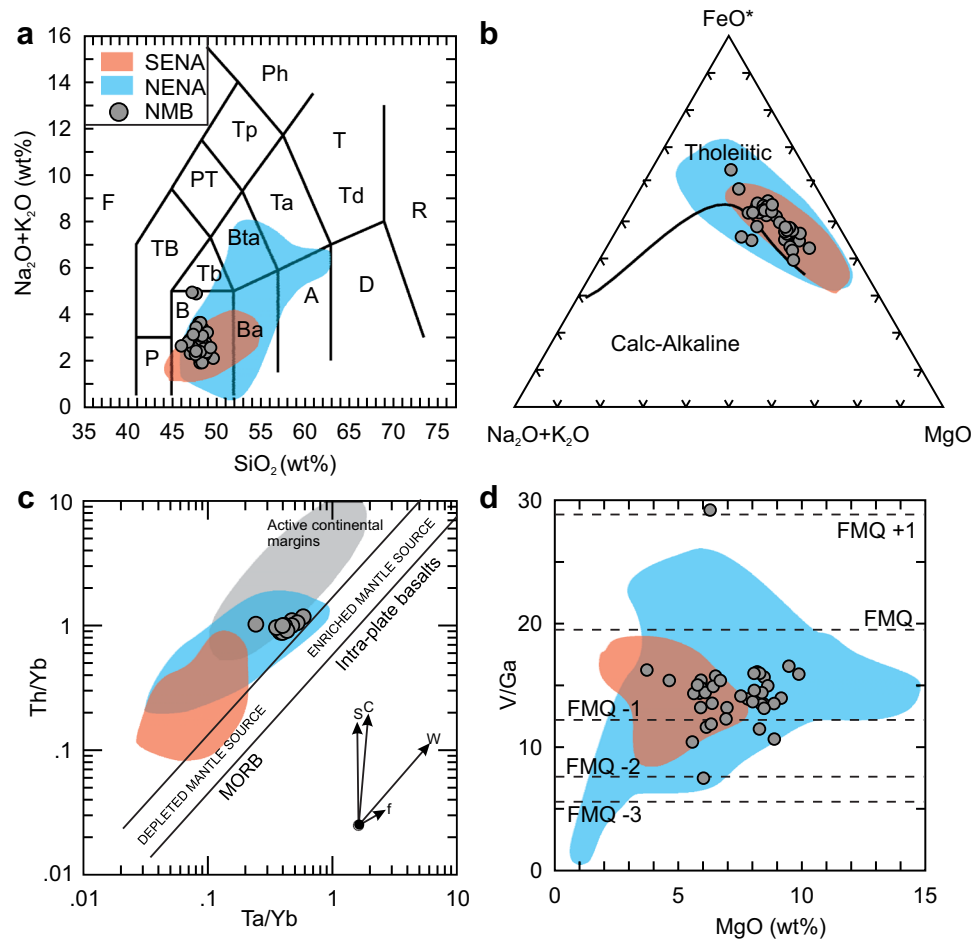 a
16
14
12
10
8
6
4
2
0
Na₂O+K₂O (wt%)
SENA
NENA
NMB
Ph
Tp
T
PT
F
Ta
Td
R
TB
Bta
Tb
B
Ba
A
D
P
35 40 45 50 55 60 65 70 75
SiO₂ (wt%)
b
FeO*
Tholeiitic
Calc-Alkaline
Na₂O+K₂O
MgO
c
10
1
.1
.01
Th/Yb
Active continental
margins
ENRICHED MANTLE SOURCE
Intra-plate basalts
DEPLETED MANTLE SOURCE
MORB
s
C
W
f
.01 .1 1 10
Ta/Yb
d
30
20
10
0
V/Ga
FMQ +1
FMQ
FMQ -1
FMQ -2
FMQ -3
0 5 10 15
MgO (wt%)